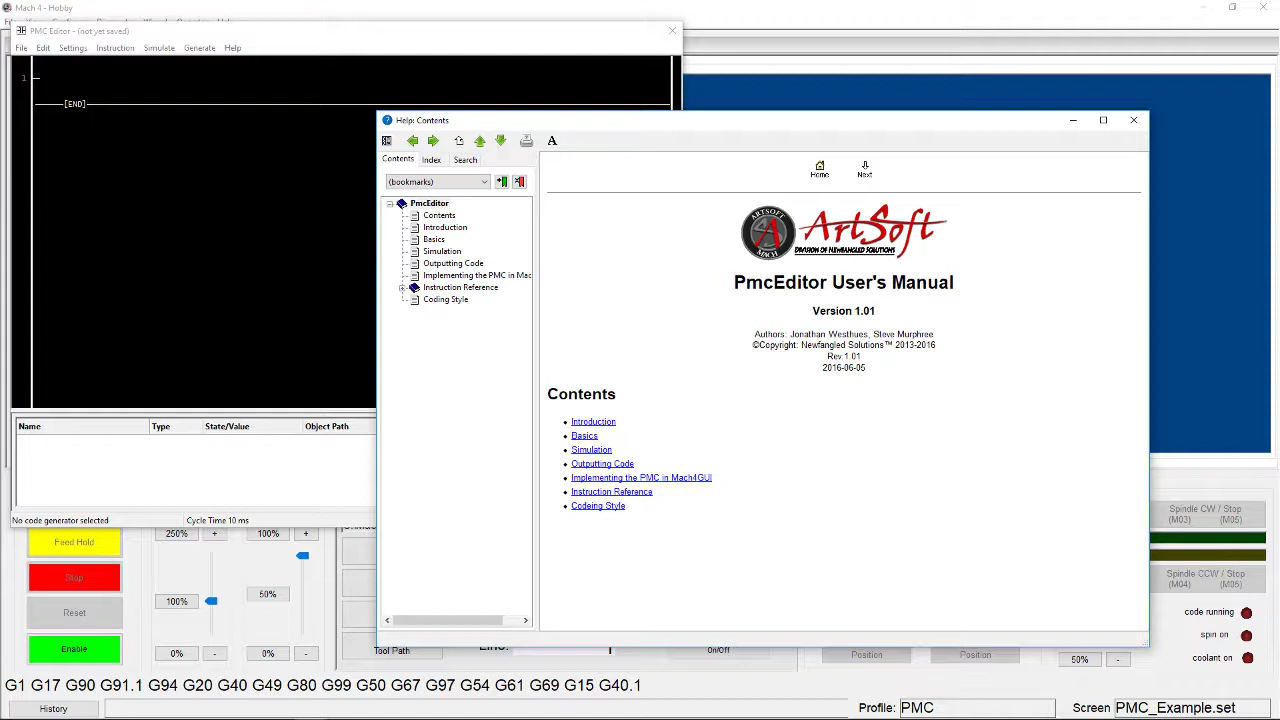 Mach 4 - Hobby
PMC Editor - (not yet saved)
File Edit Settings Instruction Simulate Generate Help
1
[END]
Help: Contents
A
Contents Index Search
(bookmarks)
PmcEditor
Contents
Introduction
Basics
Simulation
Outputting Code
Implementing the PMC in Mac
Instruction Reference
Coding Style
Home
Next
ARTSOFT
MACH
ArtSoft
DIVISION OF NEWFANGLED SOLUTIONS
PmcEditor User's Manual
Version 1.01
Authors: Jonathan Westhues, Steve Murphree
©Copyright: Newfangled Solutions™ 2013-2016
Rev:1.01
2016-06-05
Contents
Introduction
Basics
Simulation
Outputting Code
Implementing the PMC in Mach4GUI
Instruction Reference
Codeing Style
Name Type State/Value Object Path
No code generator selected Cycle Time 10 ms
Feed Hold
Stop
Reset
Enable
250% + 100% +
100% 50%
0% - 0% -
Tool Path
On/Off
Position Position
Spindle CW / Stop
(M03) (M05)
Spindle CCW / Stop
(M04) (M05)
code running
spin on
coolant on
50% -
G1 G17 G90 G91.1 G94 G20 G40 G49 G80 G99 G50 G67 G97 G54 G61 G69 G15 G40.1
History
Profile: PMC
Screen PMC_Example.set